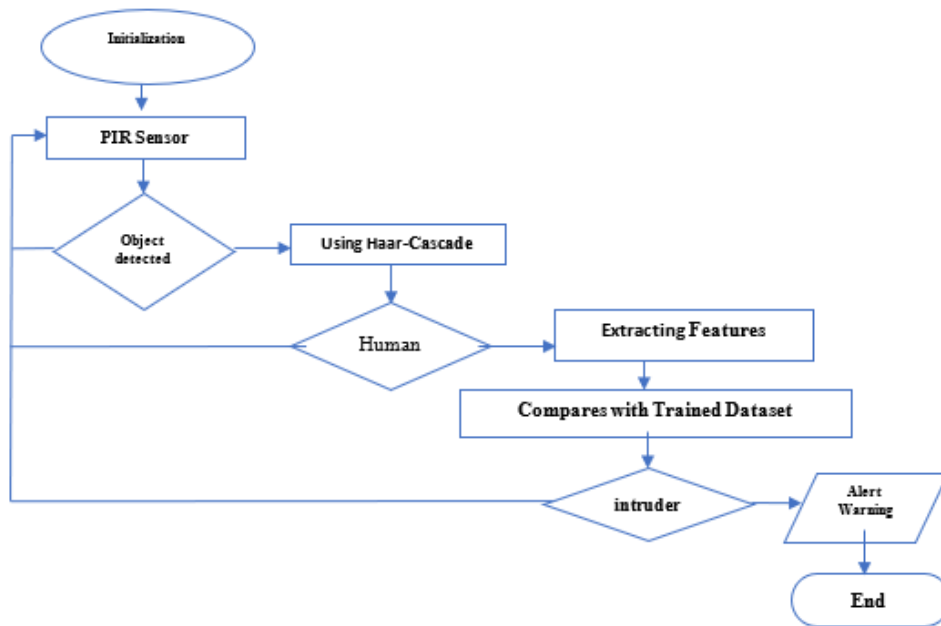 Initialization
PIR Sensor
Object
detected
Using Haar-Cascade
Human
Extracting Features
Compares with Trained Dataset
intruder
Alert
Warning
End